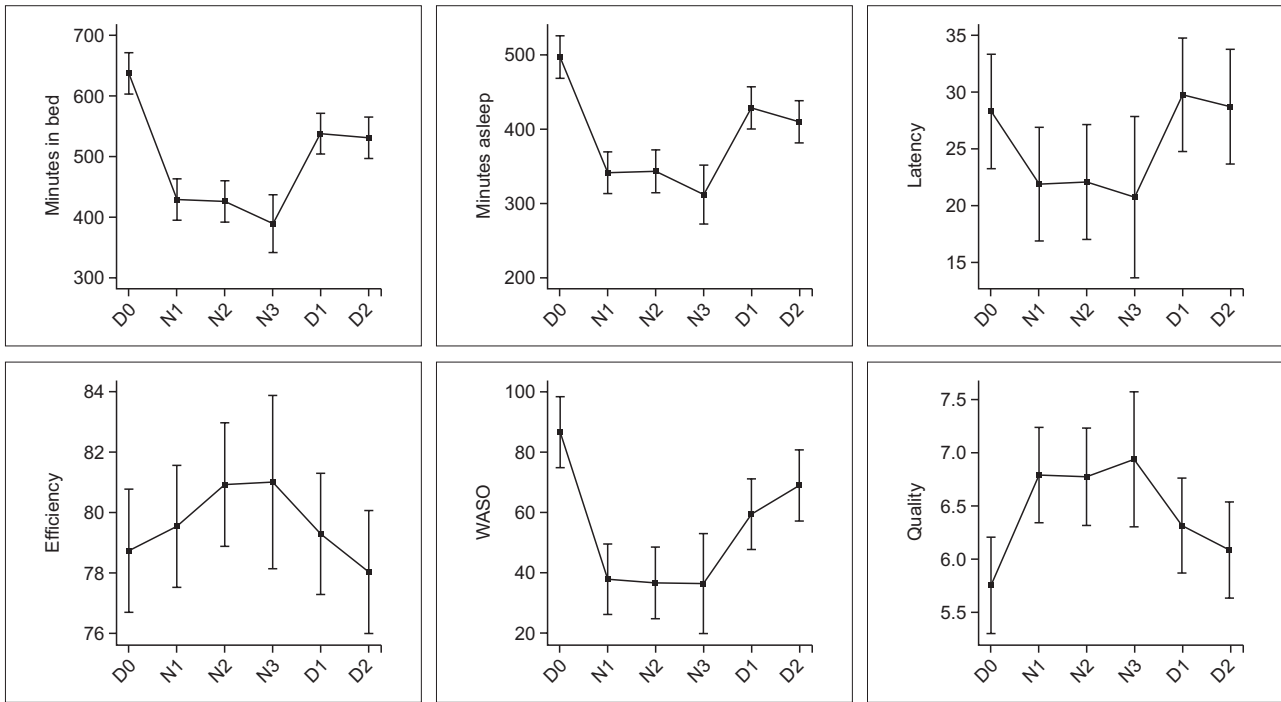 Minutes in bed
700
600
500
400
300
D0 N1 N2 N3 D1 D2
Minutes asleep
500
400
300
200
D0 N1 N2 N3 D1 D2
Latency
35
30
25
20
15
D0 N1 N2 N3 D1 D2
Efficiency
84
82
80
78
76
D0 N1 N2 N3 D1 D2
WASO
100
80
60
40
20
D0 N1 N2 N3 D1 D2
Quality
7.5
7.0
6.5
6.0
5.5
D0 N1 N2 N3 D1 D2